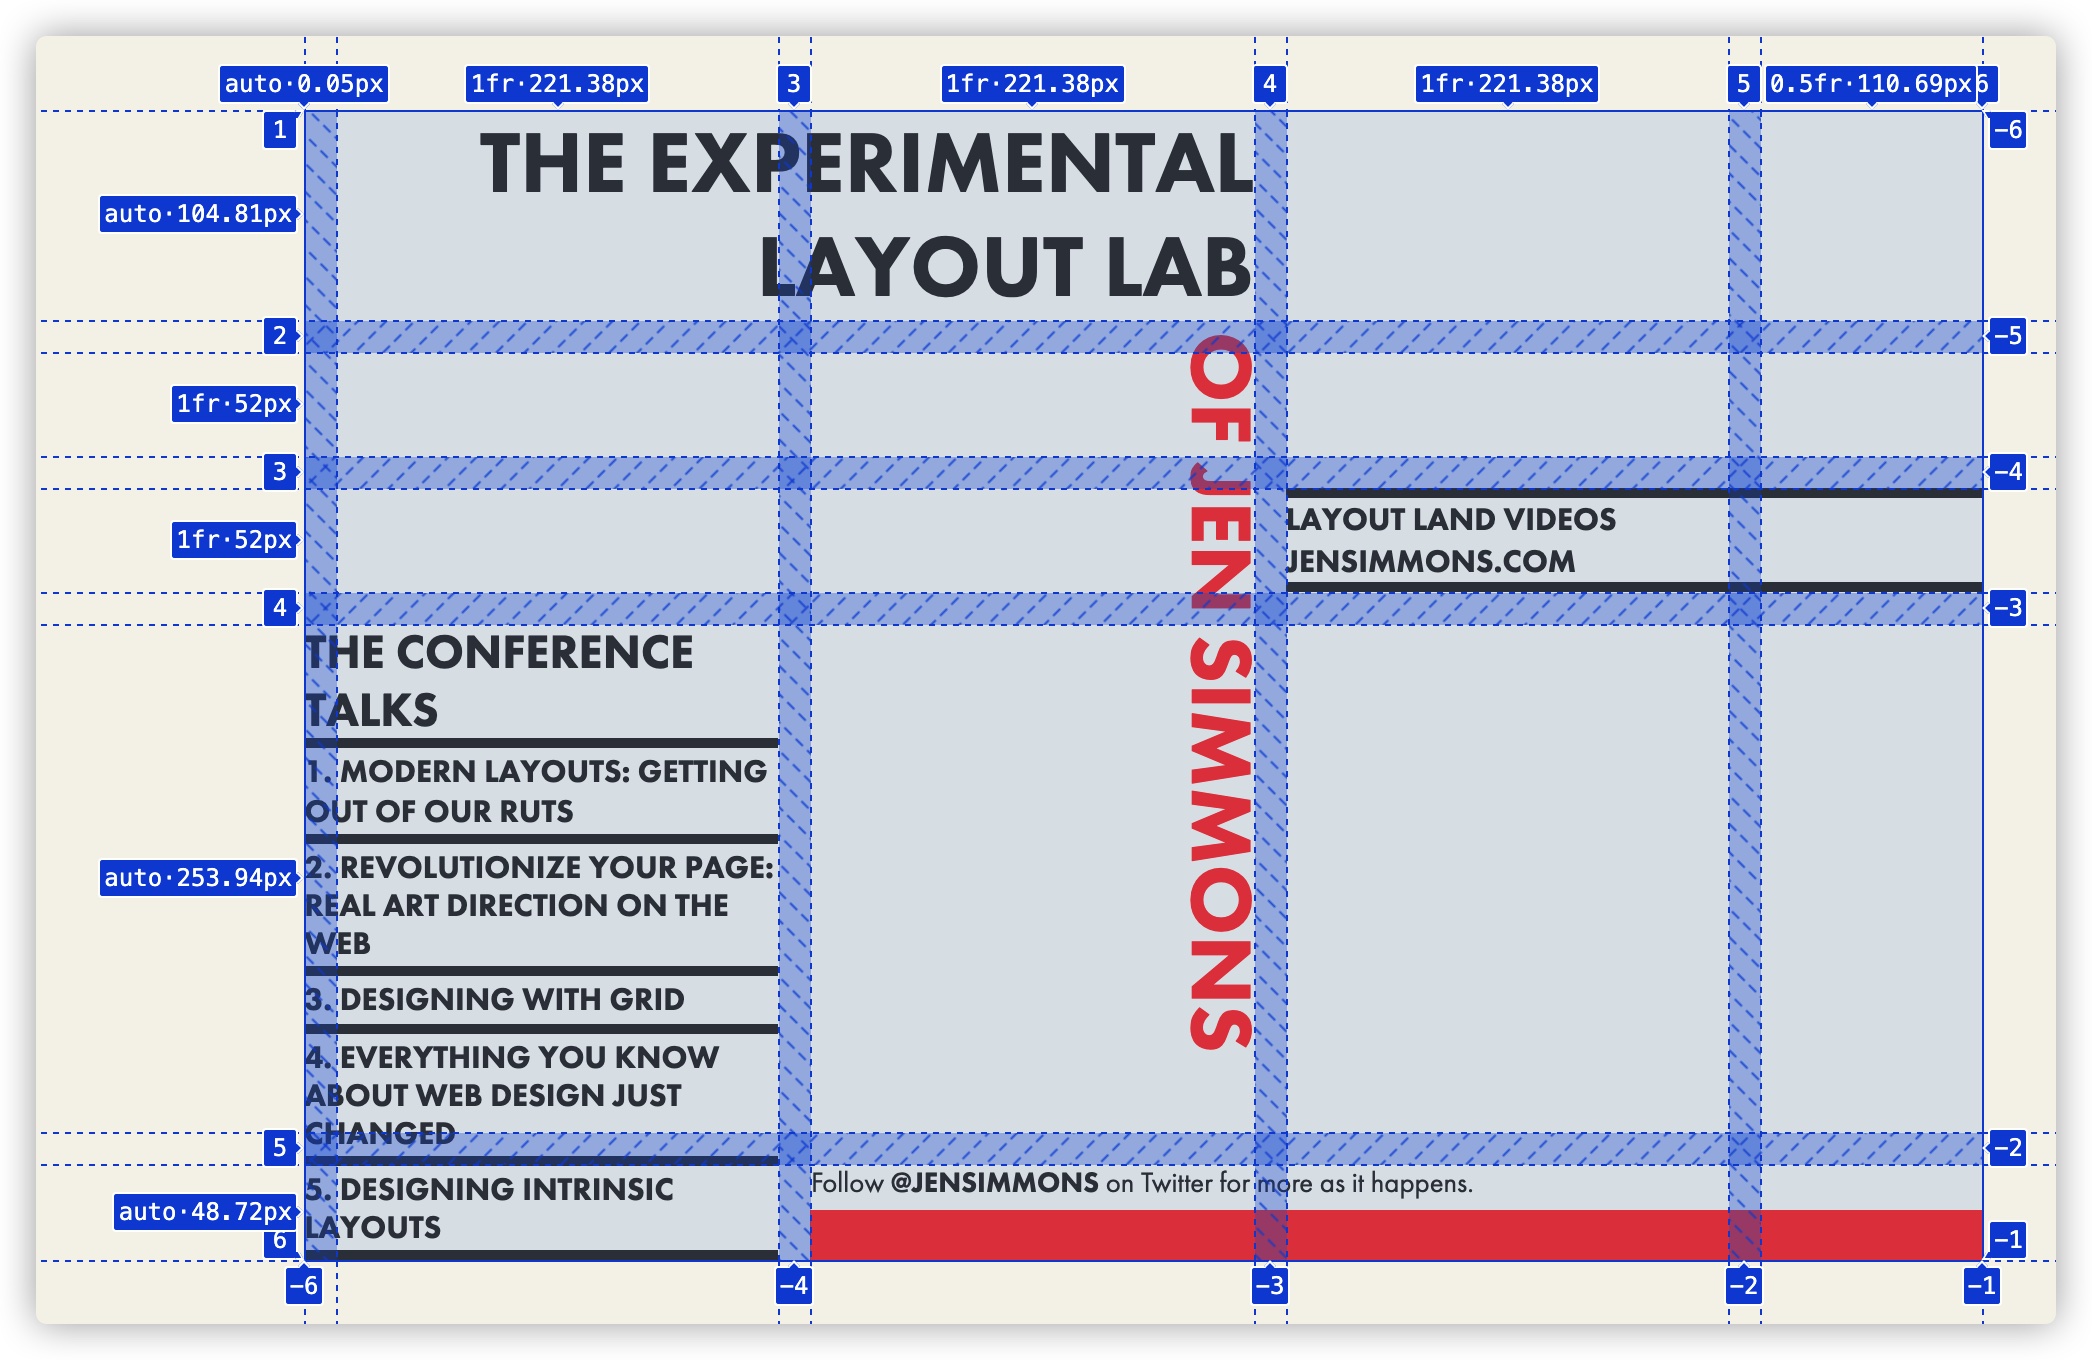 auto·0.05px
1fr·221.38px
3
1fr·221.38px
4
1fr·221.38px
5
0.5fr·110.69px
6
1
−6
THE EXPERIMENTAL
LAYOUT LAB
auto·104.81px
2
−5
OF JEN SIMMONS
1fr·52px
3
−4
LAYOUT LAND VIDEOS
JENSIMMONS.COM
1fr·52px
4
−3
THE CONFERENCE
TALKS
1. MODERN LAYOUTS: GETTING
OUT OF OUR RUTS
2. REVOLUTIONIZE YOUR PAGE:
REAL ART DIRECTION ON THE
WEB
auto·253.94px
3. DESIGNING WITH GRID
4. EVERYTHING YOU KNOW
ABOUT WEB DESIGN JUST
CHANGED
5
−2
5. DESIGNING INTRINSIC
LAYOUTS
Follow @JENSIMMONS on Twitter for more as it happens.
auto·48.72px
6
−1
−6
−4
−3
−2
−1